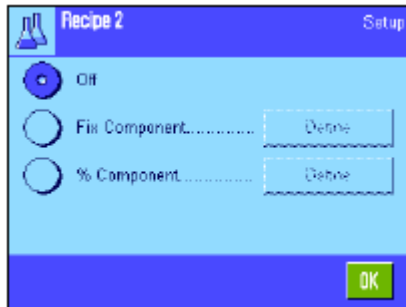 Recipe 2 Setup
Off
Fix Component.............. Define
% Component............... Define
OK